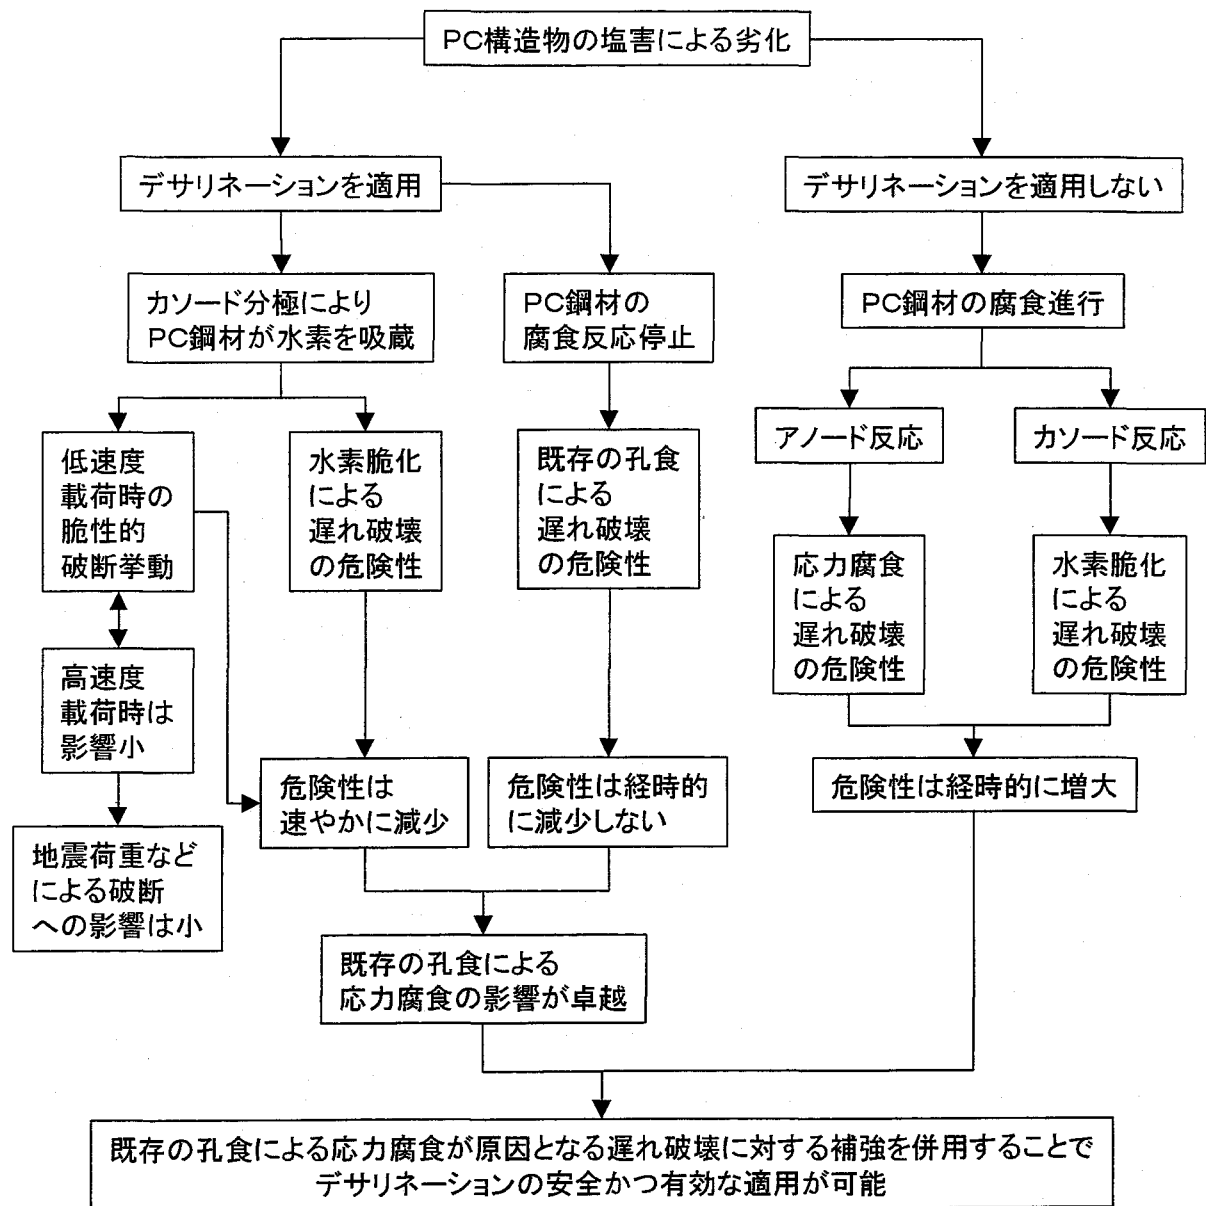 PC構造物の塩害による劣化
デサリネーションを適用
デサリネーションを適用しない
カソード分極により
PC鋼材が水素を吸蔵
PC鋼材の
腐食反応停止
PC鋼材の腐食進行
低速度
載荷時の
脆性的
破断挙動
水素脆化
による
遅れ破壊
の危険性
既存の孔食
による
遅れ破壊
の危険性
アノード反応
カソード反応
応力腐食
による
遅れ破壊
の危険性
水素脆化
による
遅れ破壊
の危険性
高速度
載荷時は
影響小
危険性は
速やかに減少
危険性は経時的
に減少しない
危険性は経時的に増大
地震荷重など
による破断
への影響は小
既存の孔食による
応力腐食の影響が卓越
既存の孔食による応力腐食が原因となる遅れ破壊に対する補強を併用することで
デサリネーションの安全かつ有効な適用が可能